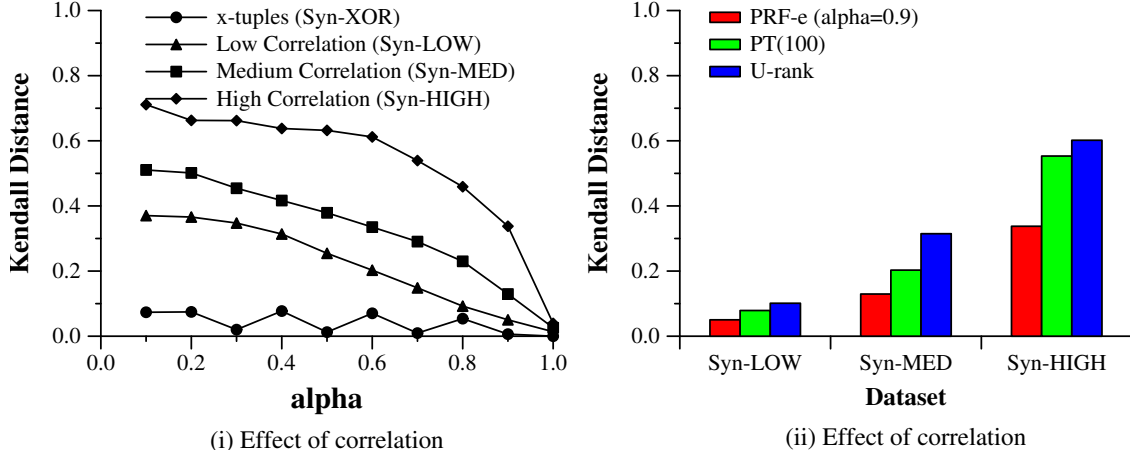 x-tuples (Syn-XOR)
Low Correlation (Syn-LOW)
Medium Correlation (Syn-MED)
High Correlation (Syn-HIGH)
1.0
0.8
0.6
0.4
0.2
0.0
Kendall Distance
0.0 0.2 0.4 0.6 0.8 1.0
alpha
(i) Effect of correlation
PRF-e (alpha=0.9)
PT(100)
U-rank
1.0
0.8
0.6
0.4
0.2
0.0
Kendall Distance
Syn-LOW Syn-MED Syn-HIGH
Dataset
(ii) Effect of correlation